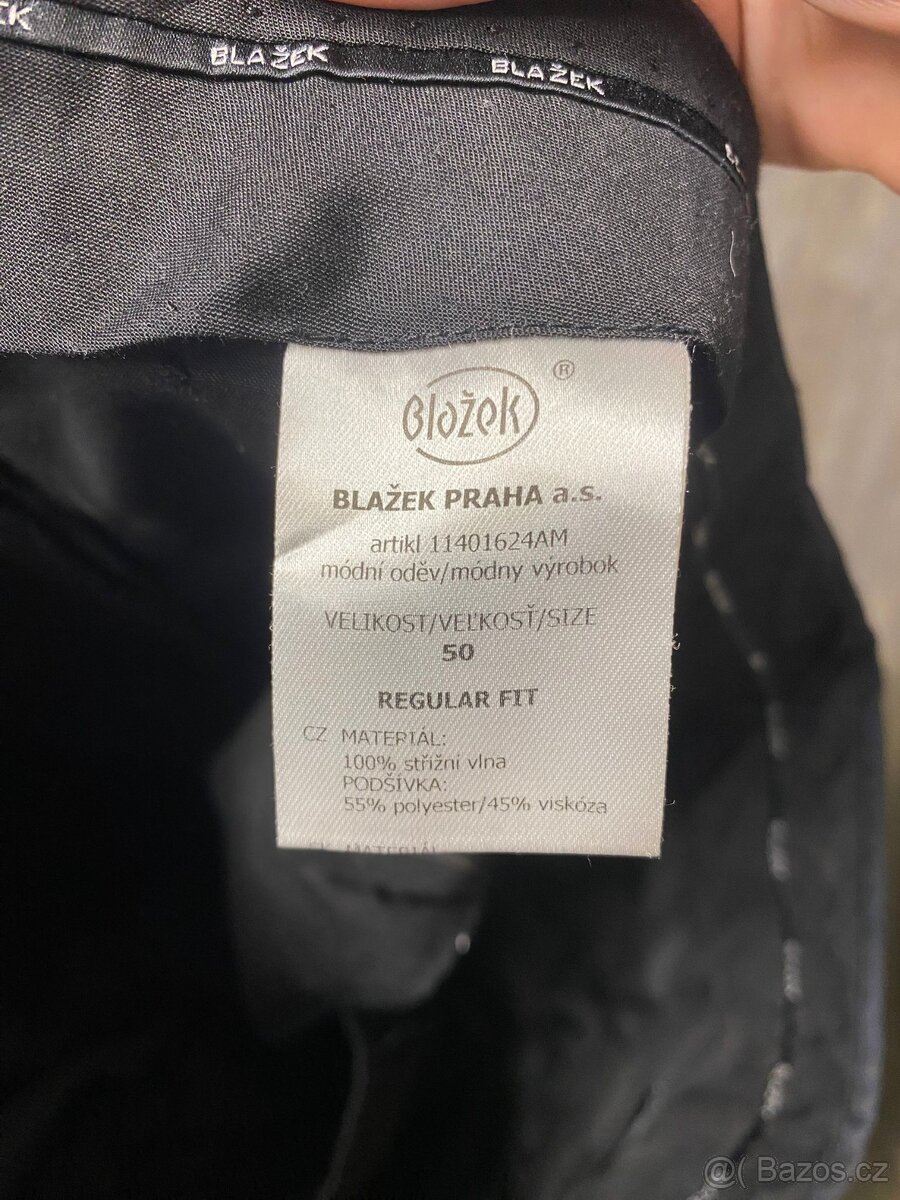 BLAŽEK
BLAŽEK
Blažek ®
BLAŽEK PRAHA a.s.
artikl 11401624AM
módní oděv/módny výrobok
VELIKOST/VEĽKOSŤ/SIZE
50
REGULAR FIT
CZ MATERIÁL:
100% střižní vlna
PODŠÍVKA:
55% polyester/45% viskóza
MATERIÁL
@( Bazos.cz